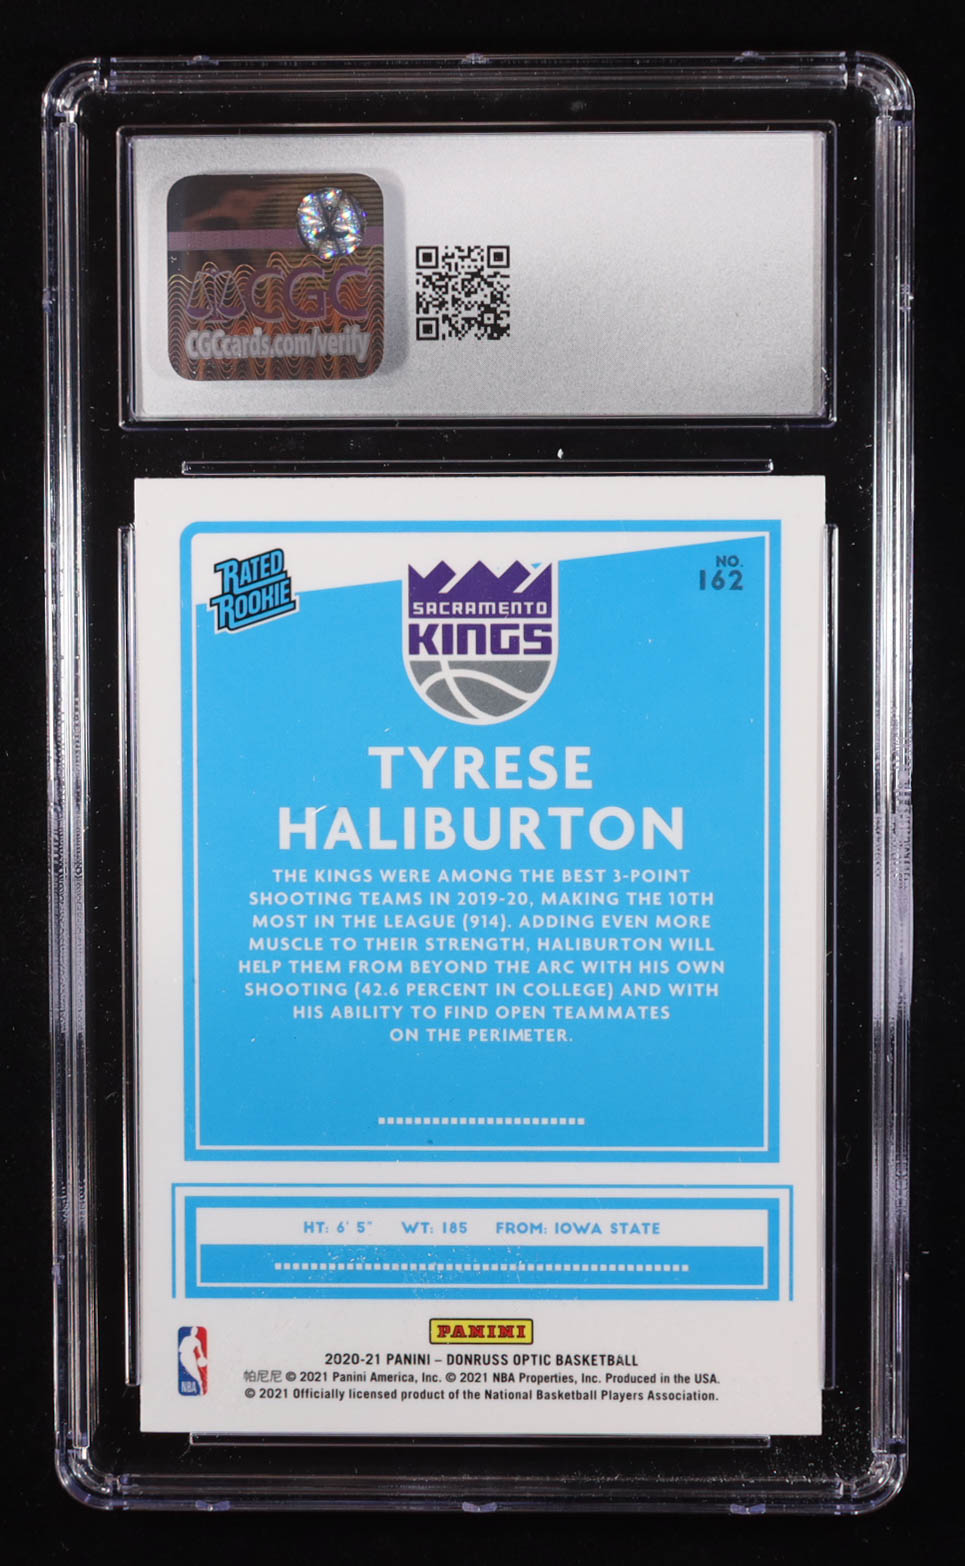 CGC
CGCcards.com/verify
RATED
ROOKIE
SACRAMENTO
KINGS
NO.
162
TYRESE
HALIBURTON
THE KINGS WERE AMONG THE BEST 3-POINT
SHOOTING TEAMS IN 2019-20, MAKING THE 10TH
MOST IN THE LEAGUE (914). ADDING EVEN MORE
MUSCLE TO THEIR STRENGTH, HALIBURTON WILL
HELP THEM FROM BEYOND THE ARC WITH HIS OWN
SHOOTING (42.6 PERCENT IN COLLEGE) AND WITH
HIS ABILITY TO FIND OPEN TEAMMATES
ON THE PERIMETER.
HT: 6' 5" WT: 185 FROM: IOWA STATE
PANINI
2020-21 PANINI – DONRUSS OPTIC BASKETBALL
帕尼尼 © 2021 Panini America, Inc. © 2021 NBA Properties, Inc. Produced in the USA.
© 2021 Officially licensed product of the National Basketball Players Association.
NBA